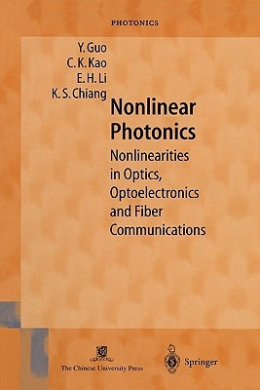 PHOTONICS
Y. Guo
C. K. Kao
E. H. Li
K. S. Chiang
Nonlinear
Photonics
Nonlinearities
in Optics,
Optoelectronics
and Fiber
Communications
The Chinese University Press
Springer